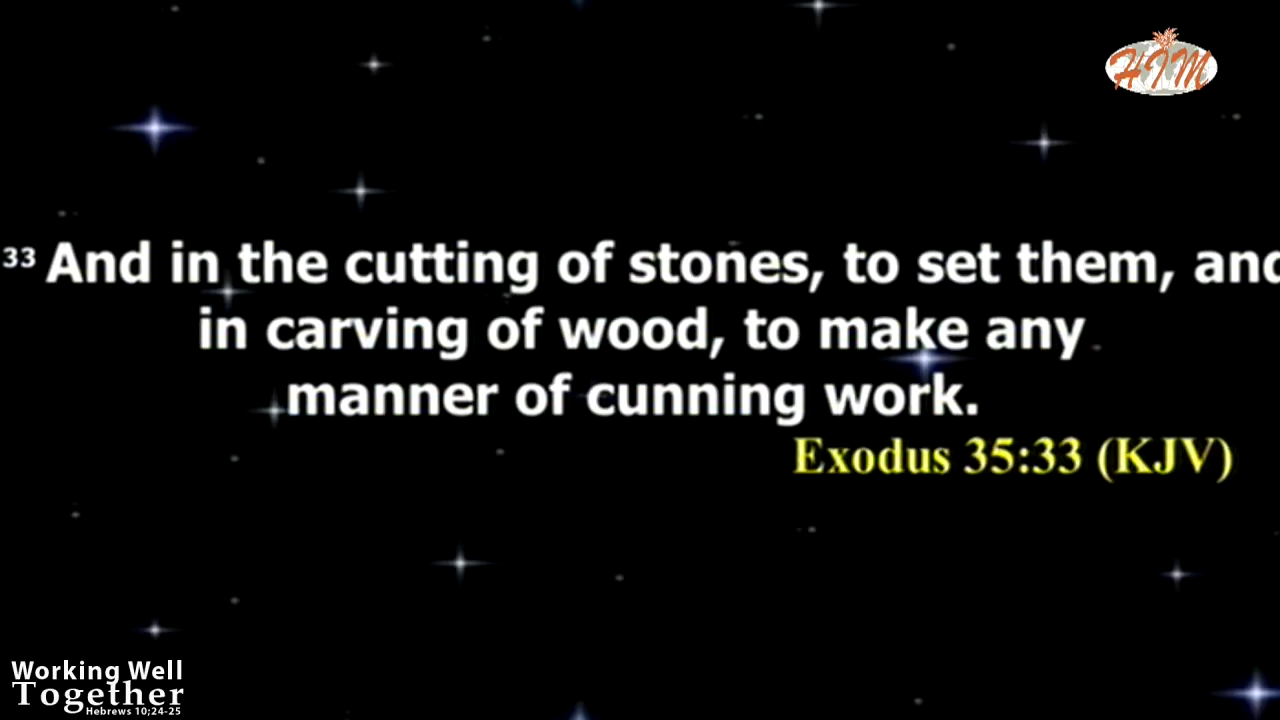 HIM
33 And in the cutting of stones, to set them, and
in carving of wood, to make any
manner of cunning work.
Exodus 35:33 (KJV)
Working Well
Together
Hebrews 10;24-25